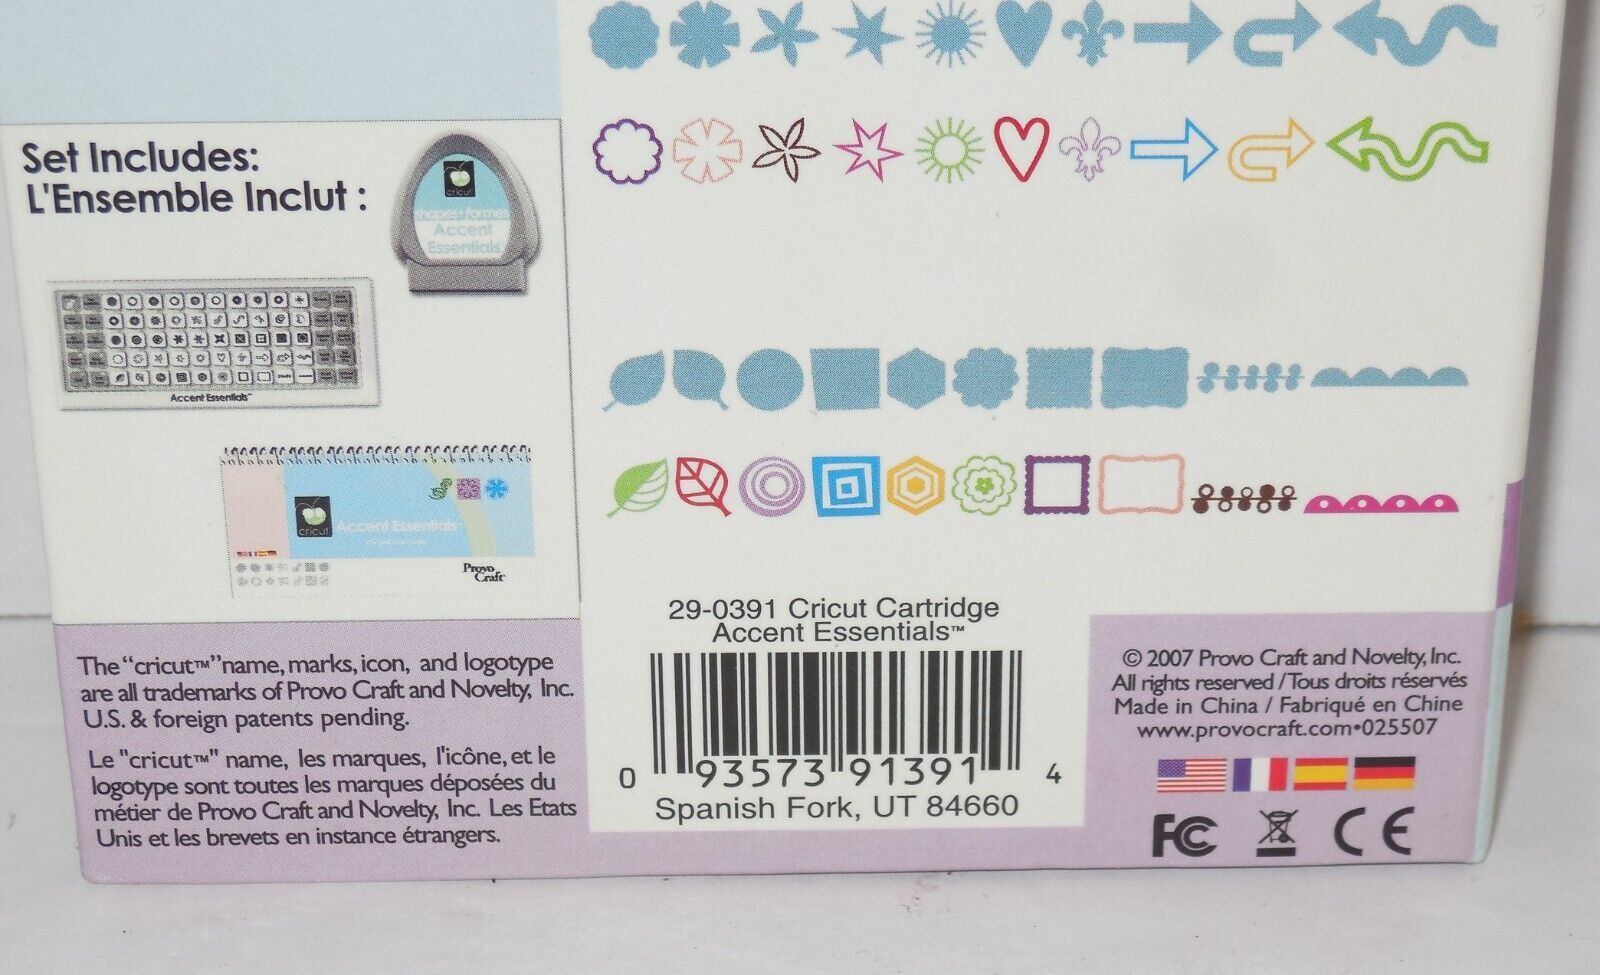 Set Includes:
L'Ensemble Inclut :
cricut
shapes•formes
Accent
Essentials
Accent Essentials™
cricut
Accent Essentials™
Provo
Craft
29-0391 Cricut Cartridge
Accent Essentials™
0 93573 91391 4
Spanish Fork, UT 84660
The “cricut™” name, marks, icon, and logotype
are all trademarks of Provo Craft and Novelty, Inc.
U.S. & foreign patents pending.
Le "cricut™" name, les marques, l'icône, et le
logotype sont toutes les marques déposées du
métier de Provo Craft and Novelty, Inc. Les Etats
Unis et les brevets en instance étrangers.
© 2007 Provo Craft and Novelty, Inc.
All rights reserved / Tous droits réservés
Made in China / Fabriqué en Chine
www.provocraft.com•025507
FC CE